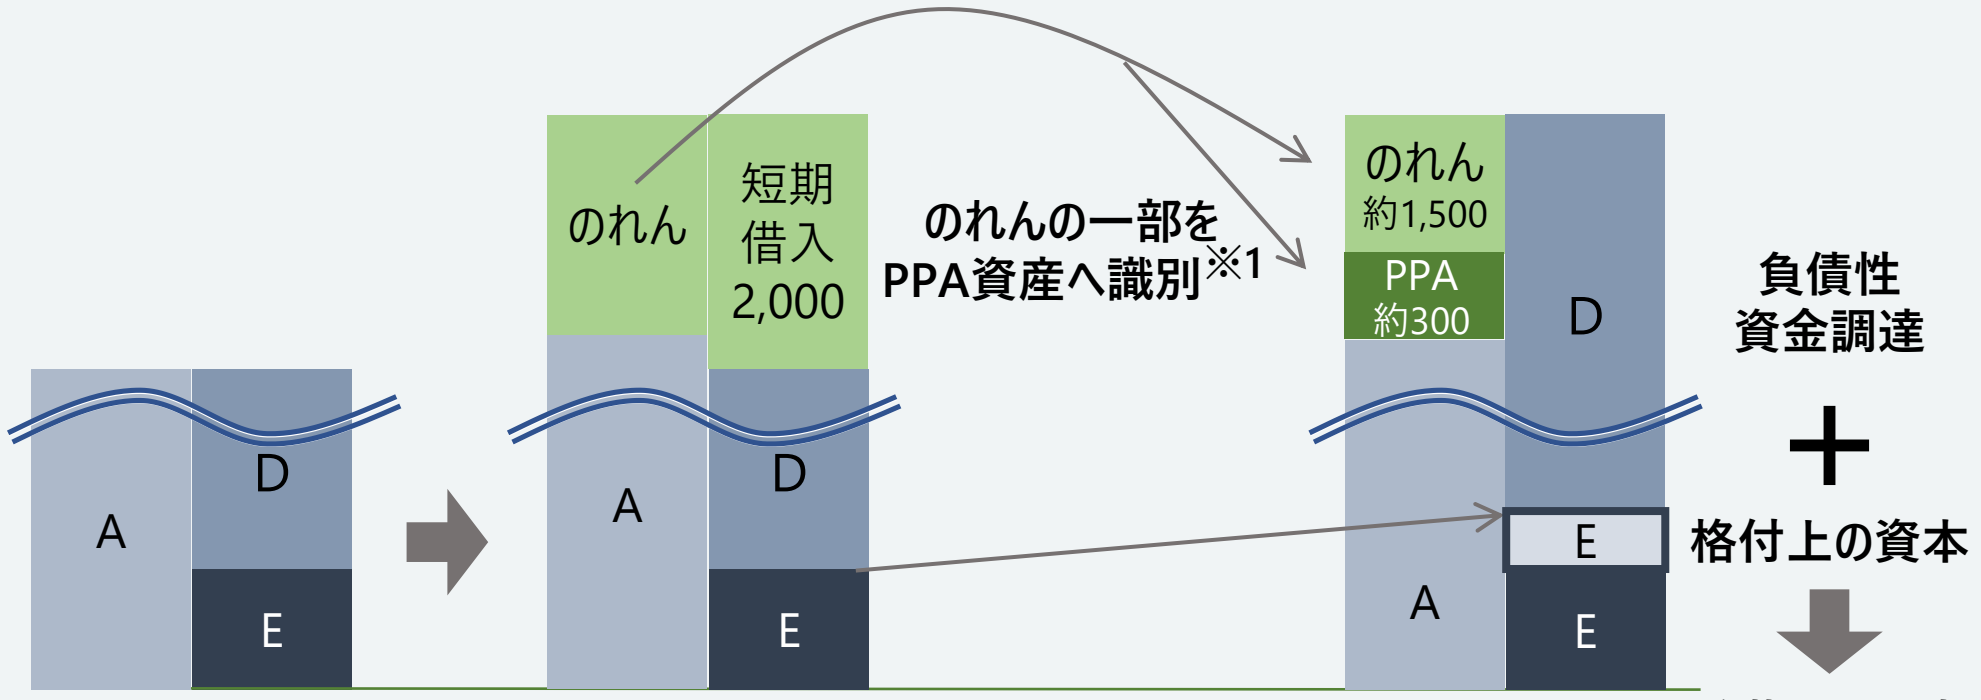 A
D
E
のれん
短期
借入
2,000
A
D
E
のれんの一部を
PPA資産へ識別※1
のれん
約1,500
PPA
約300
D
A
E
E
負債性
資金調達
＋
格付上の資本